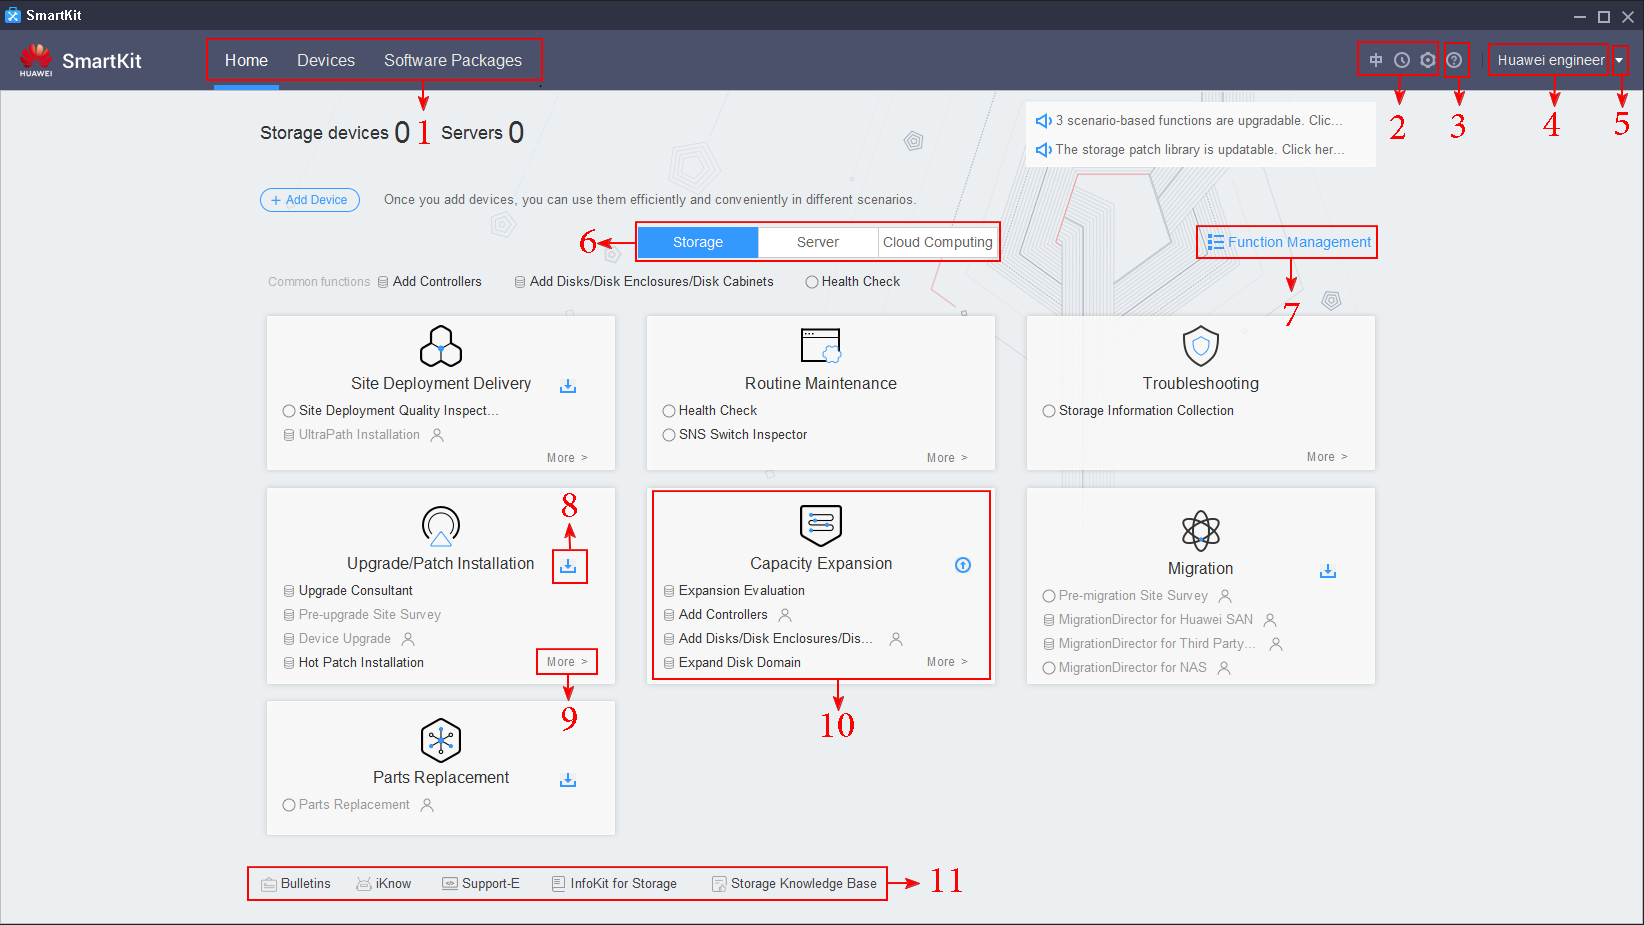 SmartKit
HUAWEI
SmartKit
Home Devices Software Packages
中
?
Huawei engineer
1
2
3
4
5
Storage devices 0 Servers 0
3 scenario-based functions are upgradable. Clic...
The storage patch library is updatable. Click her...
+ Add Device
Once you add devices, you can use them efficiently and conveniently in different scenarios.
6
Storage Server Cloud Computing
Function Management
7
Common functions Add Controllers Add Disks/Disk Enclosures/Disk Cabinets Health Check
Site Deployment Delivery
Site Deployment Quality Inspect...
UltraPath Installation
More >
Routine Maintenance
Health Check
SNS Switch Inspector
More >
Troubleshooting
Storage Information Collection
More >
8
Upgrade/Patch Installation
Upgrade Consultant
Pre-upgrade Site Survey
Device Upgrade
Hot Patch Installation
More >
9
Capacity Expansion
Expansion Evaluation
Add Controllers
Add Disks/Disk Enclosures/Dis...
Expand Disk Domain
More >
10
Migration
Pre-migration Site Survey
MigrationDirector for Huawei SAN
MigrationDirector for Third Party...
MigrationDirector for NAS
Parts Replacement
Parts Replacement
Bulletins iKnow Support-E InfoKit for Storage Storage Knowledge Base
11